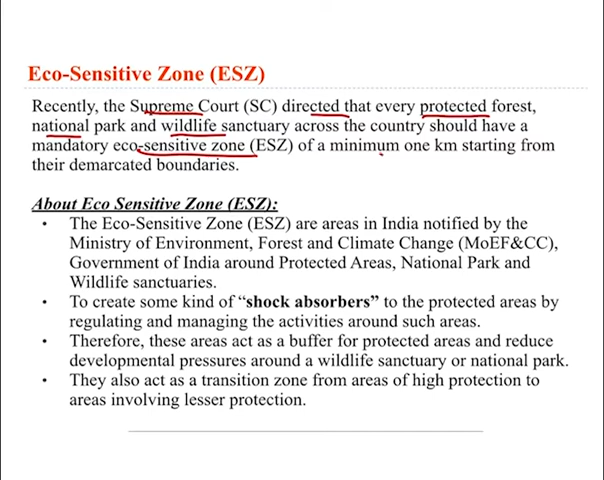 Eco-Sensitive Zone (ESZ)
Recently, the Supreme Court (SC) directed that every protected forest,
national park and wildlife sanctuary across the country should have a
mandatory eco-sensitive zone (ESZ) of a minimum one km starting from
their demarcated boundaries.
About Eco Sensitive Zone (ESZ):
• The Eco-Sensitive Zone (ESZ) are areas in India notified by the
Ministry of Environment, Forest and Climate Change (MoEF&CC),
Government of India around Protected Areas, National Park and
Wildlife sanctuaries.
• To create some kind of “shock absorbers” to the protected areas by
regulating and managing the activities around such areas.
• Therefore, these areas act as a buffer for protected areas and reduce
developmental pressures around a wildlife sanctuary or national park.
• They also act as a transition zone from areas of high protection to
areas involving lesser protection.